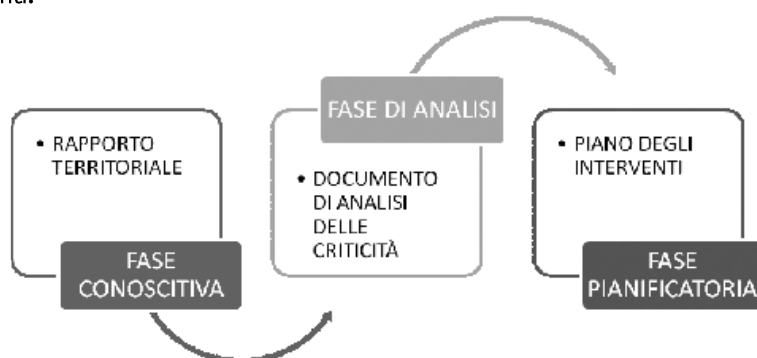 • RAPPORTO
TERRITORIALE
FASE
CONOSCITIVA
FASE DI ANALISI
• DOCUMENTO
DI ANALISI
DELLE
CRITICITÀ
• PIANO DEGLI
INTERVENTI
FASE
PIANIFICATORIA